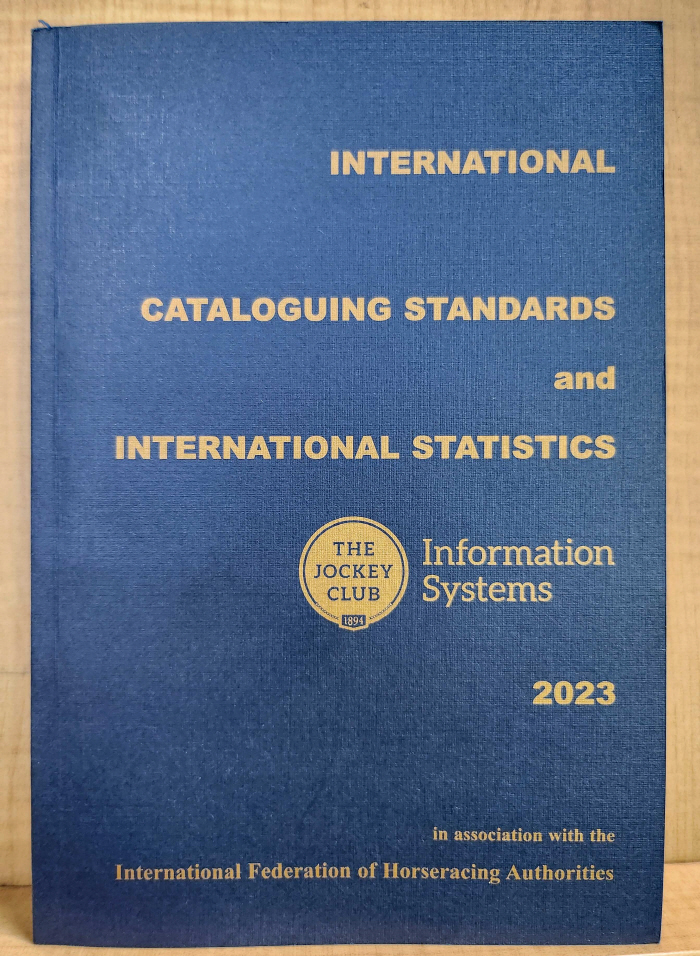 INTERNATIONAL
CATALOGUING STANDARDS
and
INTERNATIONAL STATISTICS
THE
JOCKEY
CLUB
1894
Information
Systems
2023
in association with the
International Federation of Horseracing Authorities